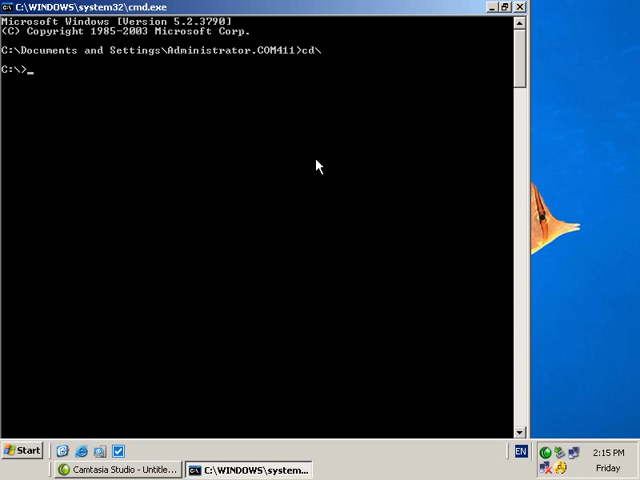 C:\WINDOWS\system32\cmd.exe
Microsoft Windows [Version 5.2.3790]
(C) Copyright 1985-2003 Microsoft Corp.
C:\Documents and Settings\Administrator.COM411>cd\
C:\>_
Start
EN
2:15 PM
Friday
Camtasia Studio - Untitle...
C:\WINDOWS\system...